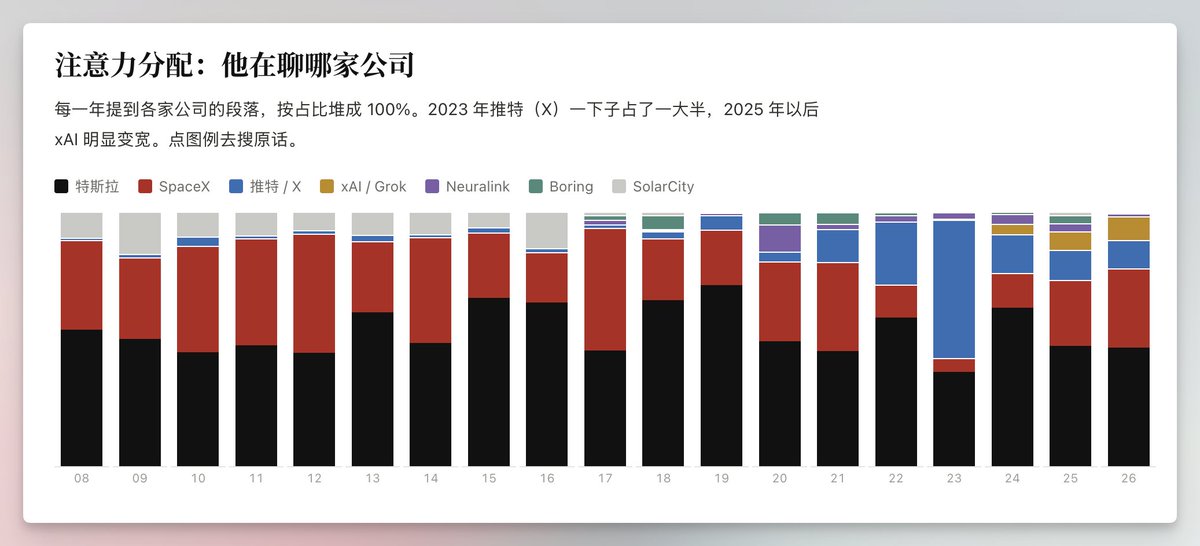 注意力分配：他在聊哪家公司
每一年提到各家公司的段落，按占比堆成 100%。2023 年推特（X）一下子占了一大半，2025 年以后
xAI 明显变宽。点图例去搜原话。
特斯拉 SpaceX 推特 / X xAI / Grok Neuralink Boring SolarCity
08 09 10 11 12 13 14 15 16 17 18 19 20 21 22 23 24 25 26